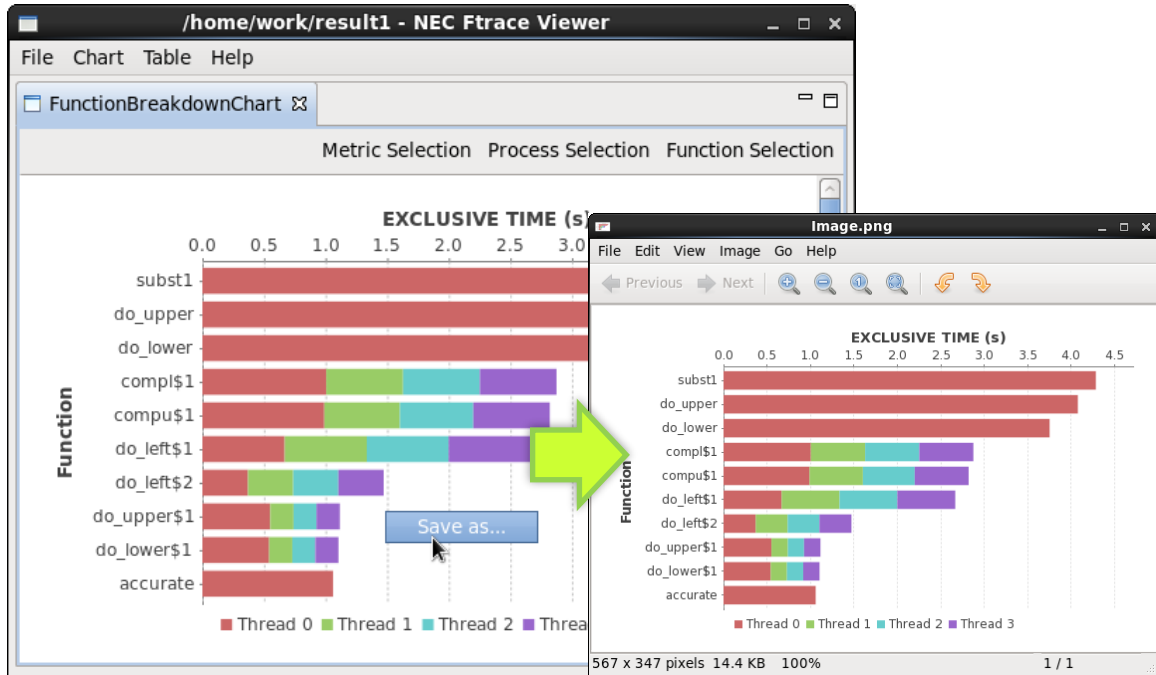 /home/work/result1 - NEC Ftrace Viewer
File Chart Table Help
FunctionBreakdownChart
Metric Selection Process Selection Function Selection
EXCLUSIVE TIME (s)
0.0 0.5 1.0 1.5 2.0 2.5 3.0
Function
subst1
do_upper
do_lower
compl$1
compu$1
do_left$1
do_left$2
do_upper$1
do_lower$1
accurate
Save as...
Thread 0 Thread 1 Thread 2 Threa
Image.png
File Edit View Image Go Help
Previous Next
EXCLUSIVE TIME (s)
0.0 0.5 1.0 1.5 2.0 2.5 3.0 3.5 4.0 4.5
Function
subst1
do_upper
do_lower
compl$1
compu$1
do_left$1
do_left$2
do_upper$1
do_lower$1
accurate
Thread 0 Thread 1 Thread 2 Thread 3
567 x 347 pixels 14.4 KB 100% 1 / 1